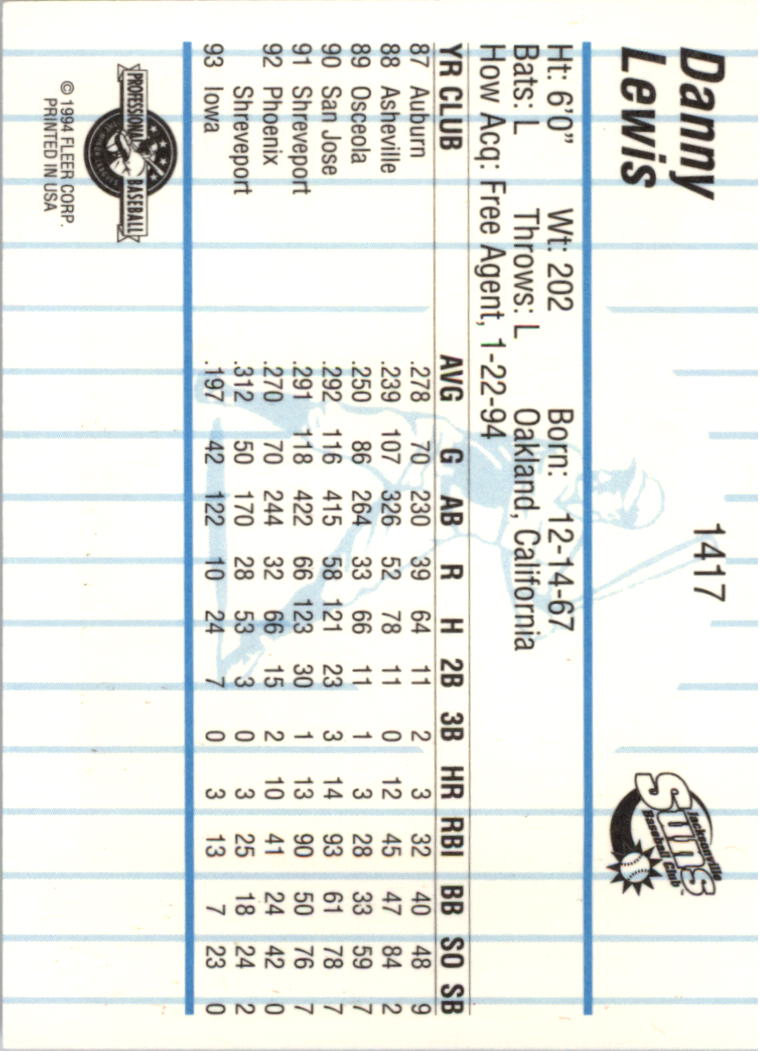 Danny
Lewis
1417
Jacksonville
Suns
Baseball Club
Ht: 6'0" Wt: 202 Born: 12-14-67
Bats: L Throws: L Oakland, California
How Acq: Free Agent, 1-22-94
YR CLUB AVG G AB R H 2B 3B HR RBI BB SO SB
87 Auburn .278 70 230 39 64 11 2 3 32 40 48 9
88 Asheville .239 107 326 52 78 11 0 12 45 47 84 2
89 Osceola .250 86 264 33 66 11 1 3 28 33 59 7
90 San Jose .292 116 415 58 121 23 3 14 93 61 78 7
91 Shreveport .291 118 422 66 123 30 1 13 90 50 76 7
92 Phoenix .270 70 244 32 66 15 2 10 41 24 42 0
Shreveport .312 50 170 28 53 3 0 3 25 18 24 2
93 Iowa .197 42 122 10 24 7 0 3 13 7 23 0
PROFESSIONAL BASEBALL
© 1994 FLEER CORP.
PRINTED IN USA